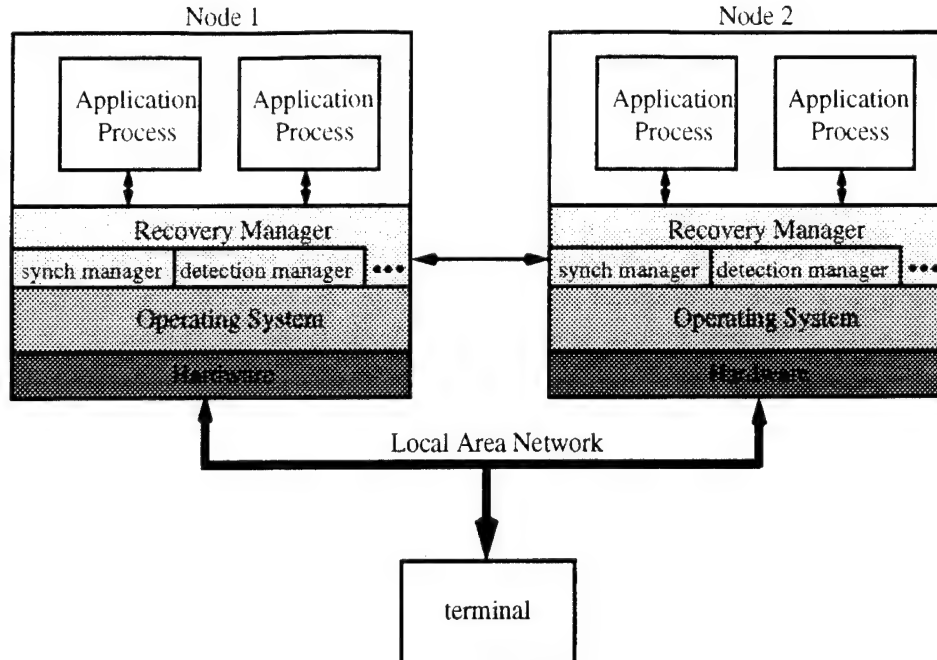 Node 1
Node 2
Application
Process
Application
Process
Application
Process
Application
Process
Recovery Manager
synch manager
detection manager
•••
Operating System
Hardware
Recovery Manager
synch manager
detection manager
•••
Operating System
Hardware
Local Area Network
terminal